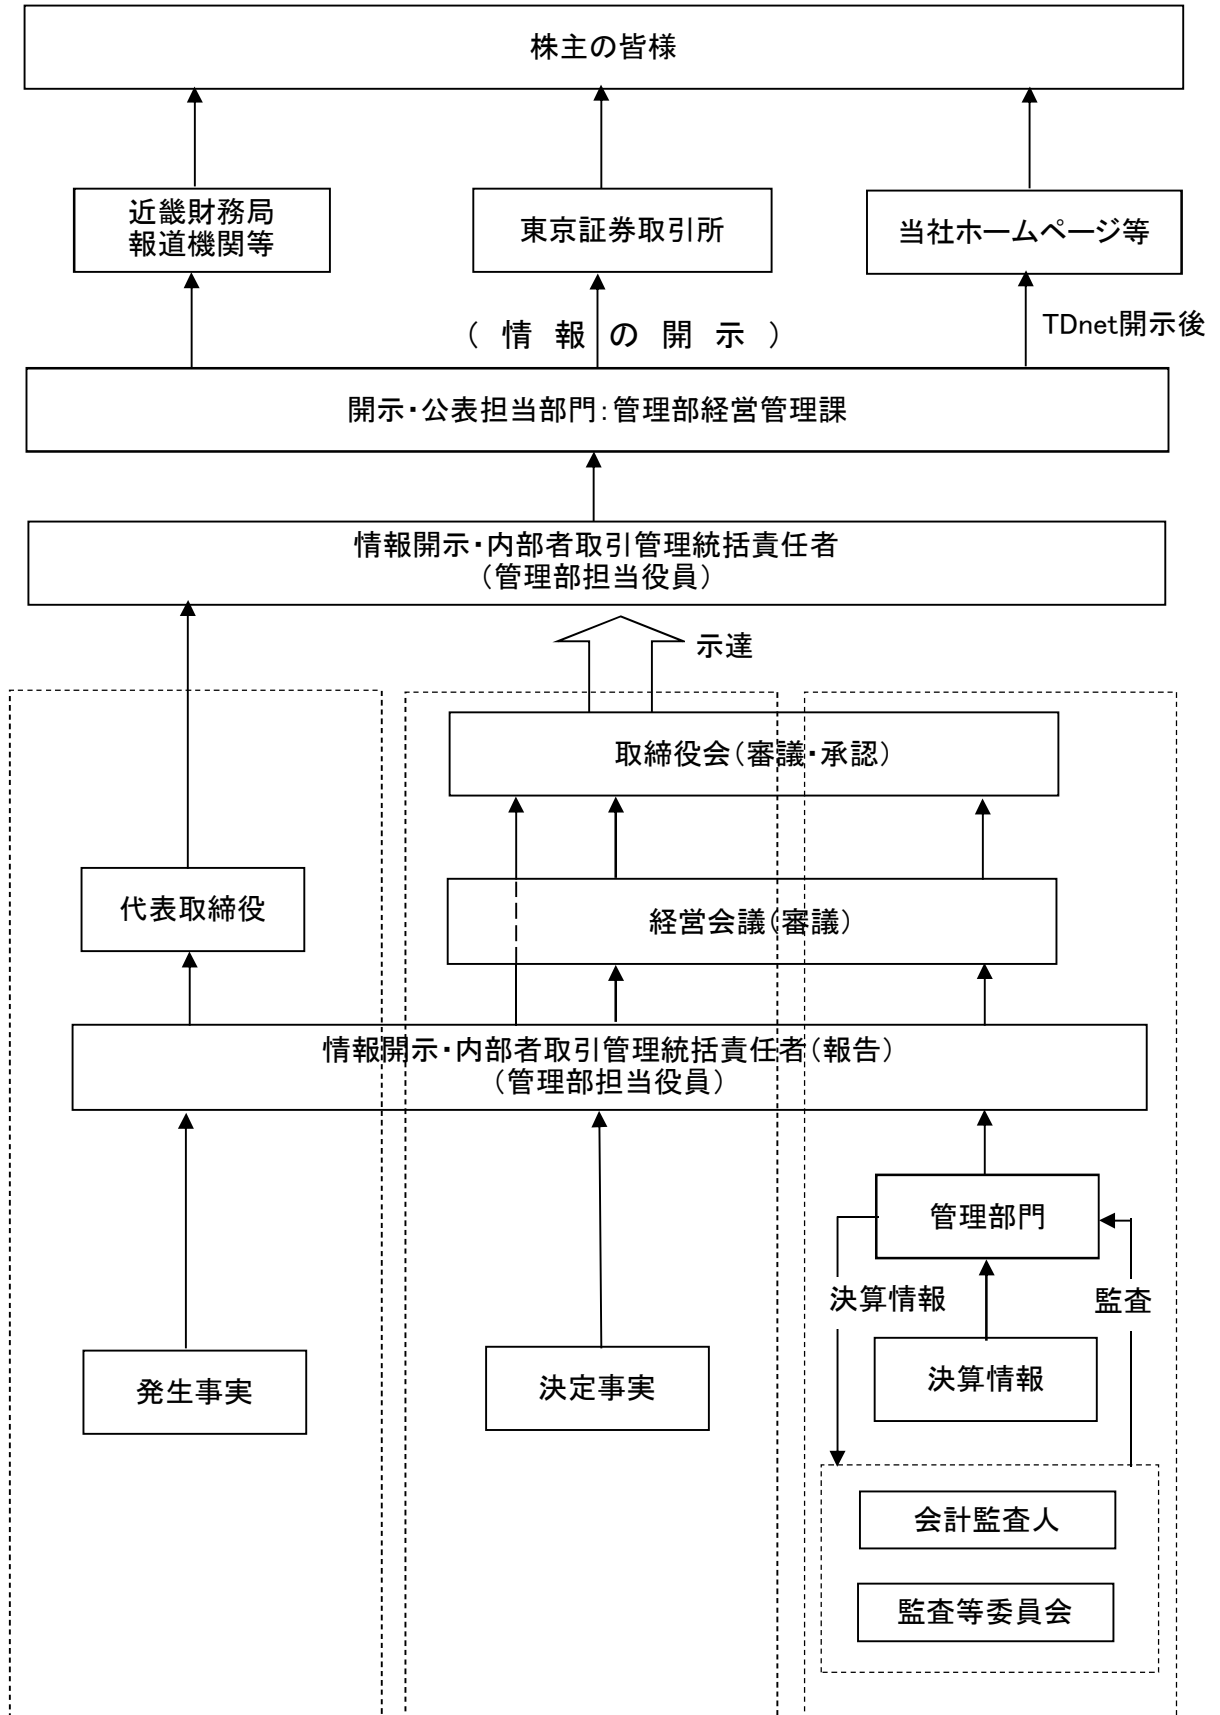 株主の皆様
近畿財務局
報道機関等
東京証券取引所
当社ホームページ等
(情報の開示)
TDnet開示後
開示・公表担当部門:管理部経営管理課
情報開示・内部者取引管理統括責任者
(管理部担当役員)
示達
取締役会(審議・承認)
代表取締役
経営会議(審議)
情報開示・内部者取引管理統括責任者(報告)
(管理部担当役員)
管理部門
決算情報
監査
発生事実
決定事実
決算情報
会計監査人
監査等委員会